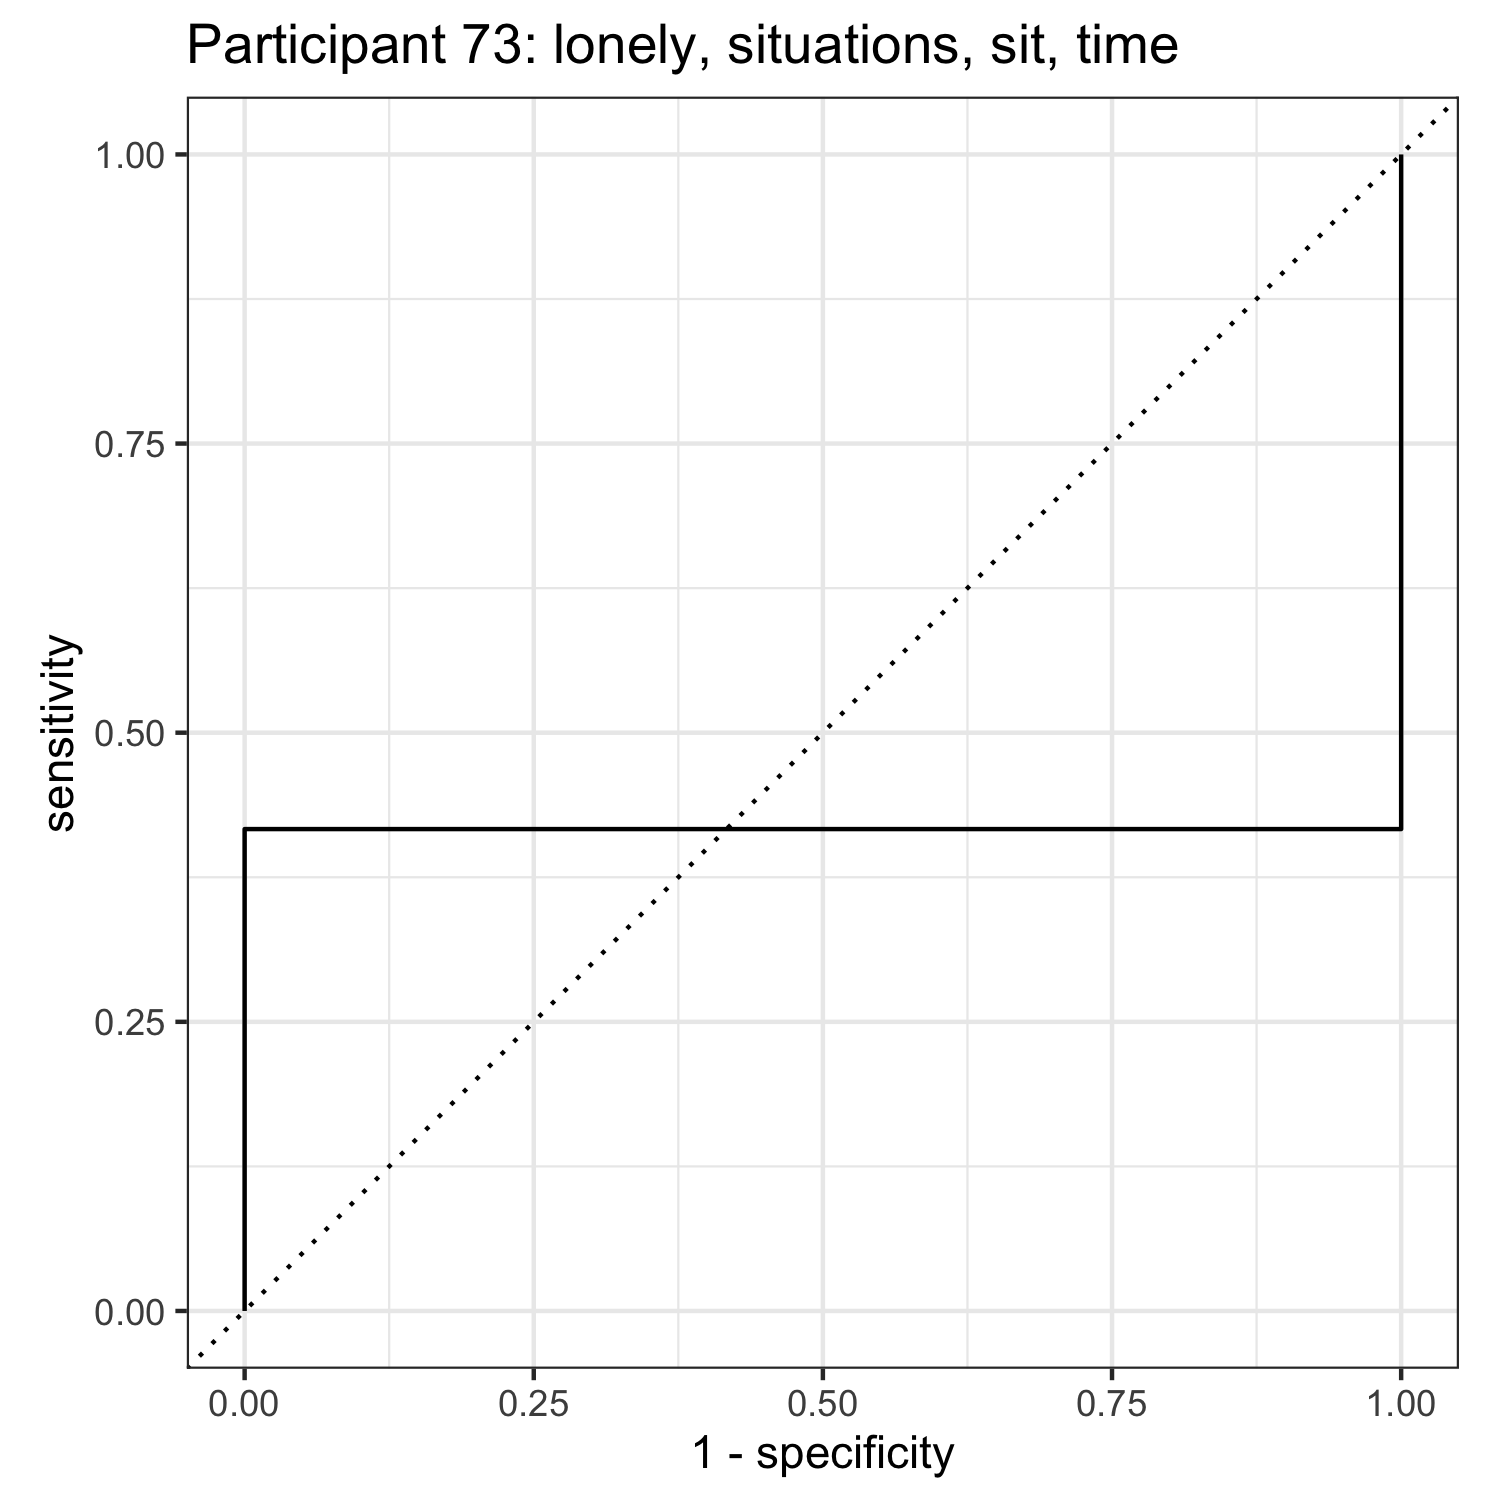 Participant 73: lonely, situations, sit, time
1.00
0.75
0.50
0.25
0.00
sensitivity
0.00 0.25 0.50 0.75 1.00
1 - specificity